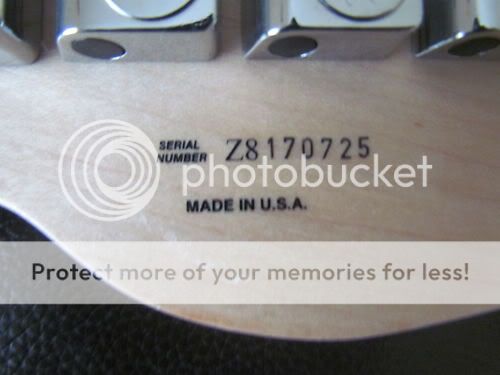 SERIAL
NUMBER Z8170725
photobucket
MADE IN U.S.A.
Protect more of your memories for less!